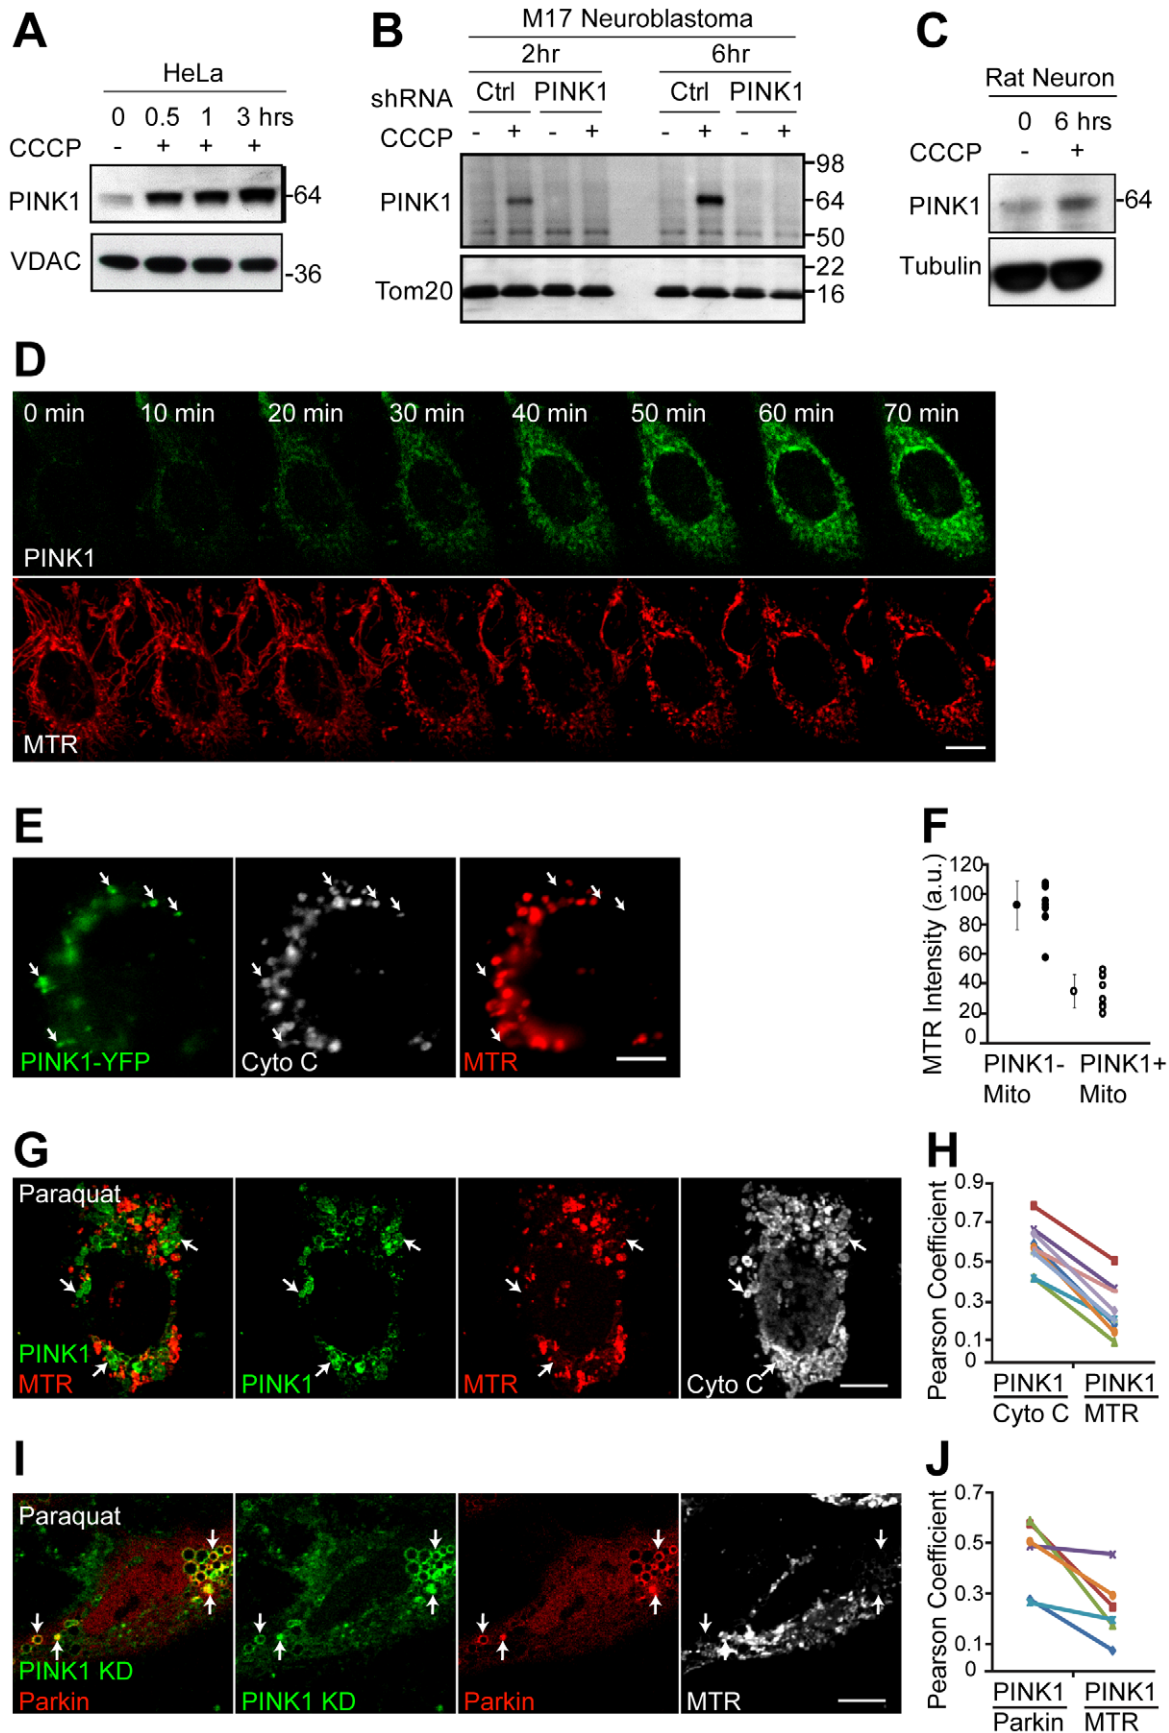 A
HeLa
0 0.5 1 3 hrs
CCCP - + + +
PINK1 -64
VDAC -36
B
M17 Neuroblastoma
2hr 6hr
shRNA Ctrl PINK1 Ctrl PINK1
CCCP - + - + - + - +
-98
PINK1 -64
-50
-22
Tom20 -16
C
Rat Neuron
0 6 hrs
CCCP - +
PINK1 -64
Tubulin
D
0 min 10 min 20 min 30 min 40 min 50 min 60 min 70 min
PINK1
MTR
E
PINK1-YFP Cyto C MTR
F
MTR Intensity (a.u.)
120
100
80
60
40
20
0
PINK1- PINK1+
Mito Mito
G
Paraquat
PINK1
MTR PINK1 MTR Cyto C
H
Pearson Coefficient
0.9
0.7
0.5
0.3
0.1
0
PINK1 PINK1
Cyto C MTR
I
Paraquat
PINK1 KD
Parkin PINK1 KD Parkin MTR
J
Pearson Coefficient
0.7
0.5
0.3
0.1
0
PINK1 PINK1
Parkin MTR